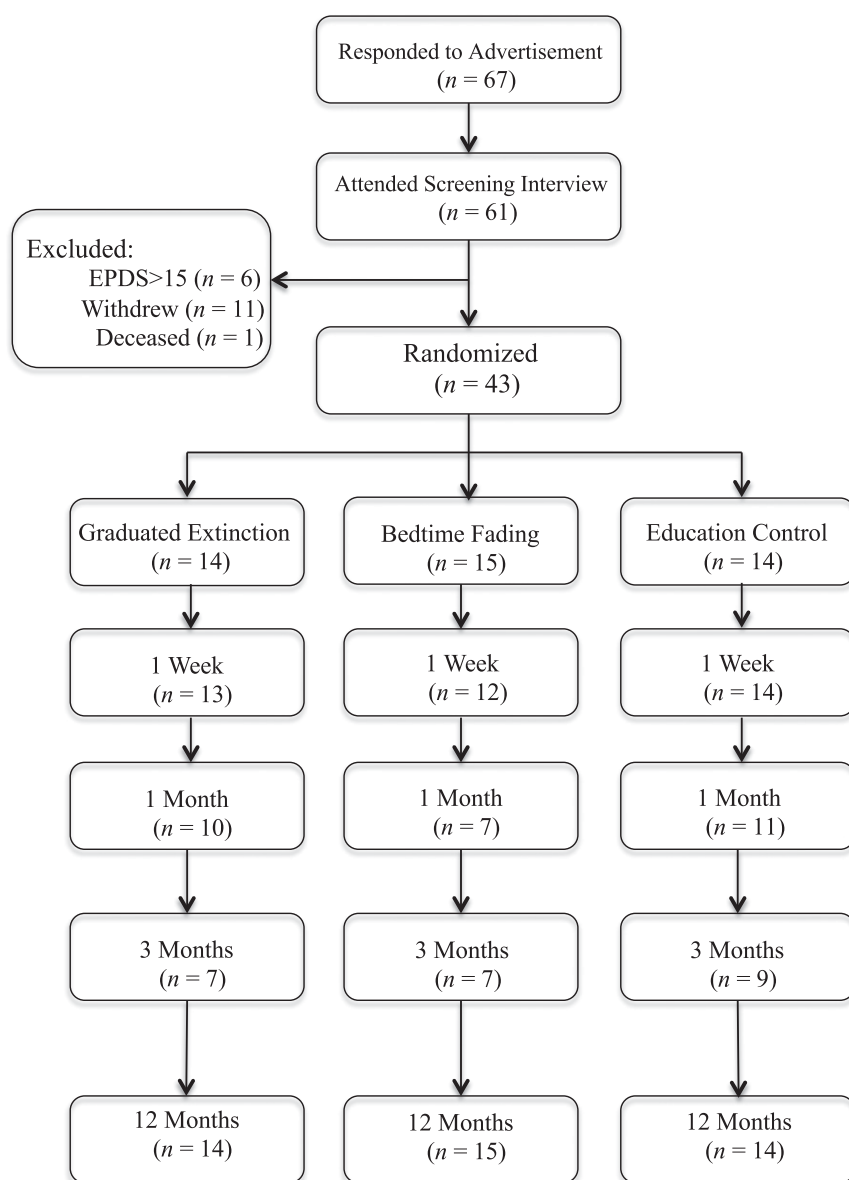 Responded to Advertisement
(n = 67)
Attended Screening Interview
(n = 61)
Excluded:
EPDS>15 (n = 6)
Withdrew (n = 11)
Deceased (n = 1)
Randomized
(n = 43)
Graduated Extinction
(n = 14)
Bedtime Fading
(n = 15)
Education Control
(n = 14)
1 Week
(n = 13)
1 Week
(n = 12)
1 Week
(n = 14)
1 Month
(n = 10)
1 Month
(n = 7)
1 Month
(n = 11)
3 Months
(n = 7)
3 Months
(n = 7)
3 Months
(n = 9)
12 Months
(n = 14)
12 Months
(n = 15)
12 Months
(n = 14)